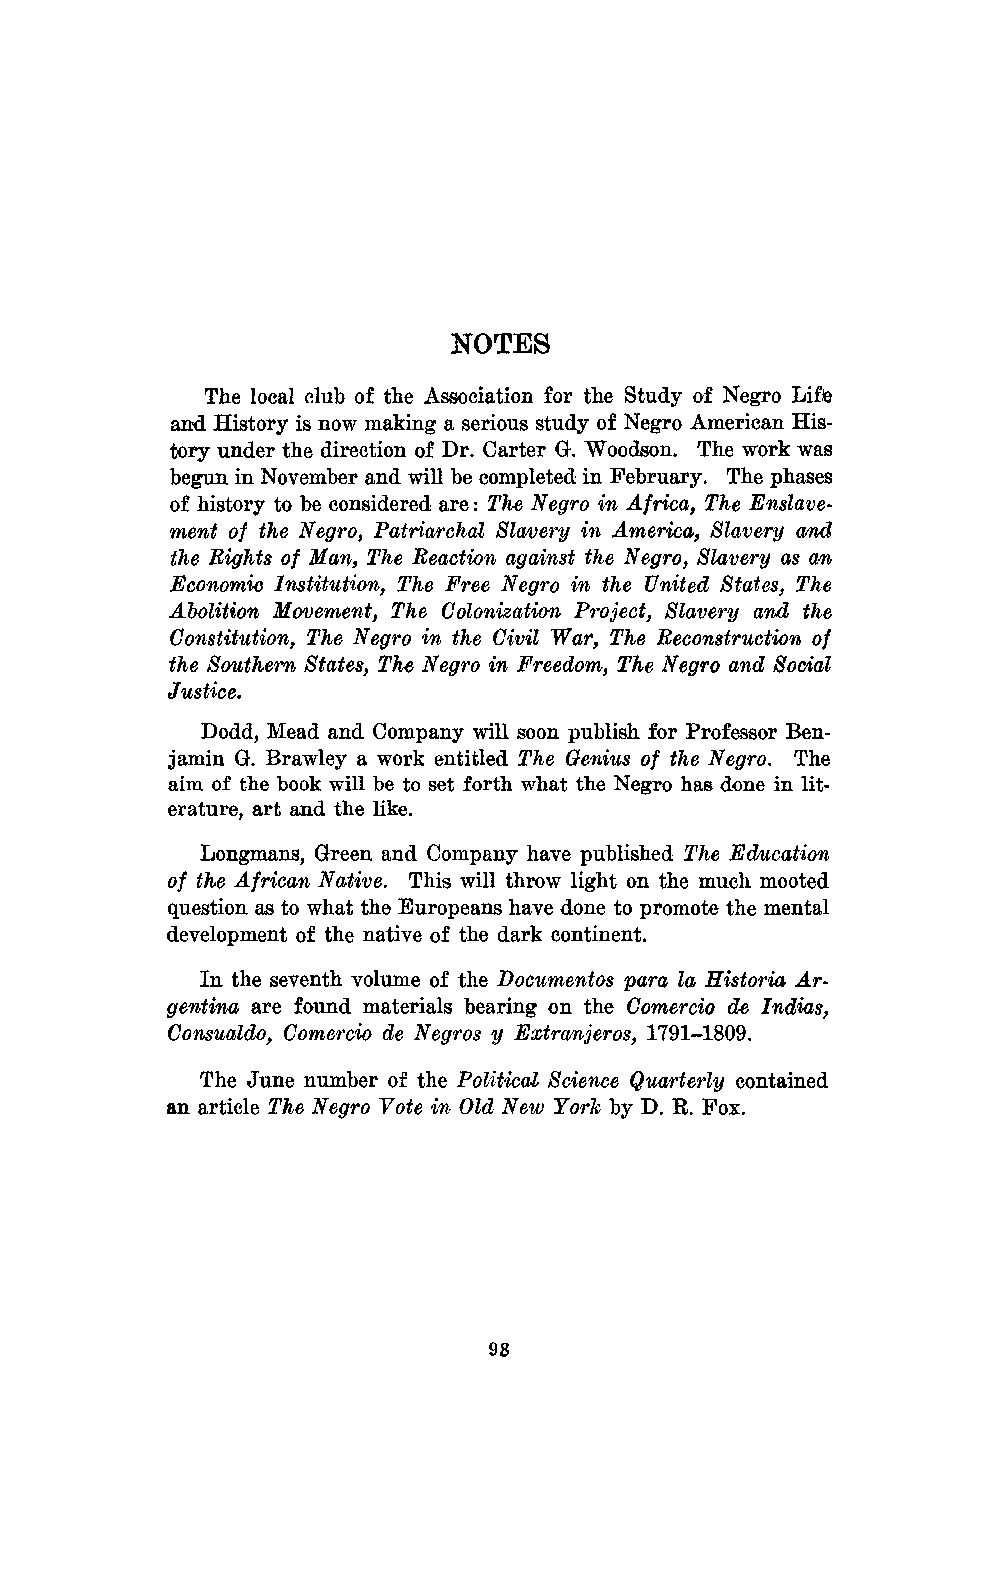 NOTES
The local club of the Association for the Study of Negro Life
and History is now making a serious study of Negro American His-
tory under the direction of Dr. Carter G. Woodson. The work was
begun in November and will be completed in February. The phases
of history to be considered are: The Negro in Africa, The Enslave-
ment of the Negro, Patriarchal Slavery in America, Slavery and
the Rights of Man, The Reaction against the Negro, Slavery as an
Economic Institution, The Free Negro in the United States, The
Abolition Movement, The Colonization Project, Slavery and the
Constitution, The Negro in the Civil War, The Reconstruction of
the Southern States, The Negro in Freedom, The Negro and Social
Justice.
Dodd, Mead and Company will soon publish for Professor Ben-
jamin G. Brawley a work entitled The Genius of the Negro. The
aim of the book will be to set forth what the Negro has done in lit-
erature, art and the like.
Longmans, Green and Company have published The Education
of the African Native. This will throw light on the much mooted
question as to what the Europeans have done to promote the mental
development of the native of the dark continent.
In the seventh volume of the Documentos para la Historia Ar-
gentina are found materials bearing on the Comercio de Indias,
Consualdo, Comercio de Negros y Extranjeros, 1791–1809.
The June number of the Political Science Quarterly contained
an article The Negro Vote in Old New York by D. R. Fox.
98